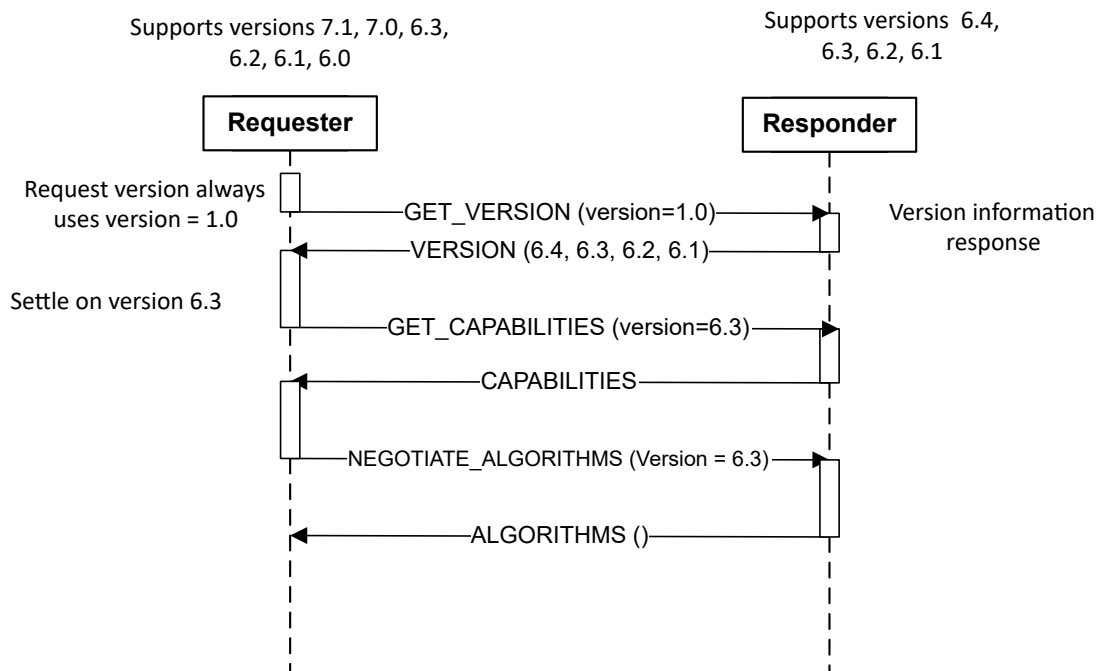 Supports versions 7.1, 7.0, 6.3,
6.2, 6.1, 6.0
Supports versions 6.4,
6.3, 6.2, 6.1
Requester
Responder
Request version always
uses version = 1.0
GET_VERSION (version=1.0)
Version information
response
VERSION (6.4, 6.3, 6.2, 6.1)
Settle on version 6.3
GET_CAPABILITIES (version=6.3)
CAPABILITIES
NEGOTIATE_ALGORITHMS (Version = 6.3)
ALGORITHMS ()